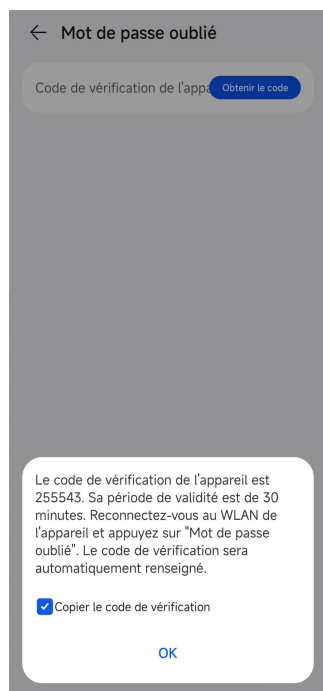 Mot de passe oublié
Code de vérification de l'appa
Obtenir le code
Le code de vérification de l'appareil est
255543. Sa période de validité est de 30
minutes. Reconnectez-vous au WLAN de
l'appareil et appuyez sur "Mot de passe
oublié". Le code de vérification sera
automatiquement renseigné.
Copier le code de vérification
OK